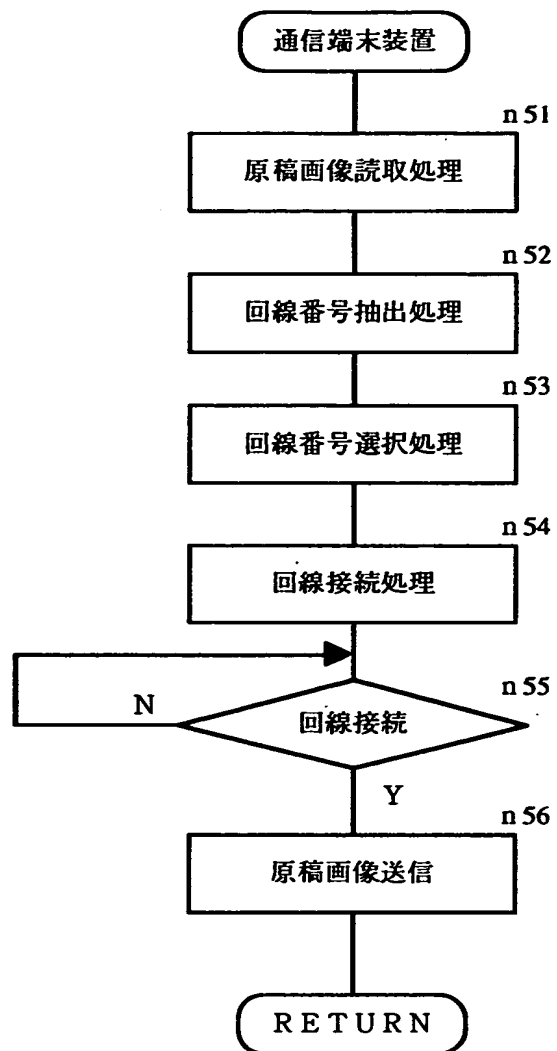 通信端末装置
n51
原稿画像読取処理
n52
回線番号抽出処理
n53
回線番号選択処理
n54
回線接続処理
n55
N
回線接続
Y
n56
原稿画像送信
RETURN